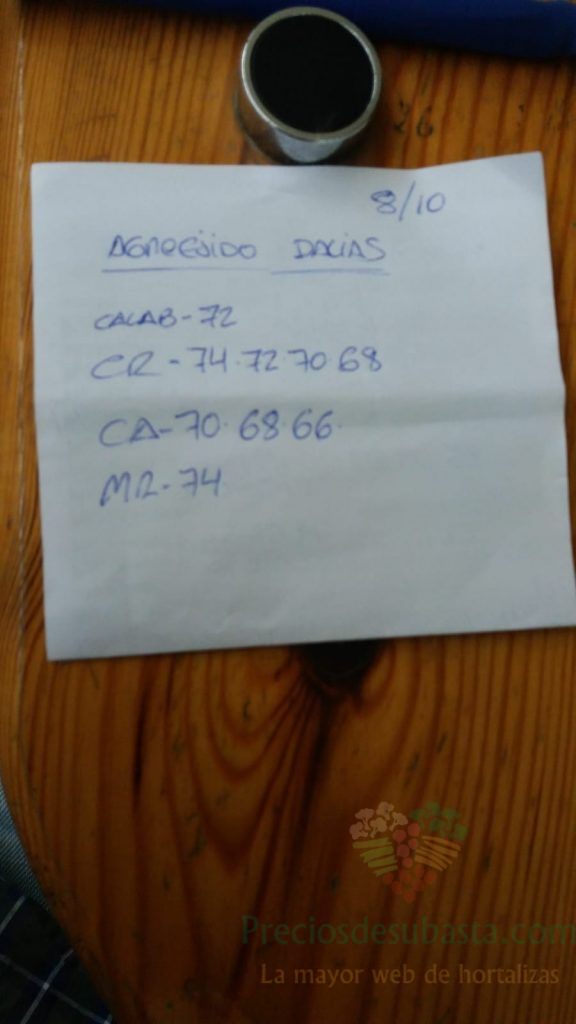 8/10
AGROEJIDO DALIAS
CALAB-72
CR-74.72 70.68
CA-70.68.66.
MR-74
26
Preciosdesubasta.com
La mayor web de hortalizas